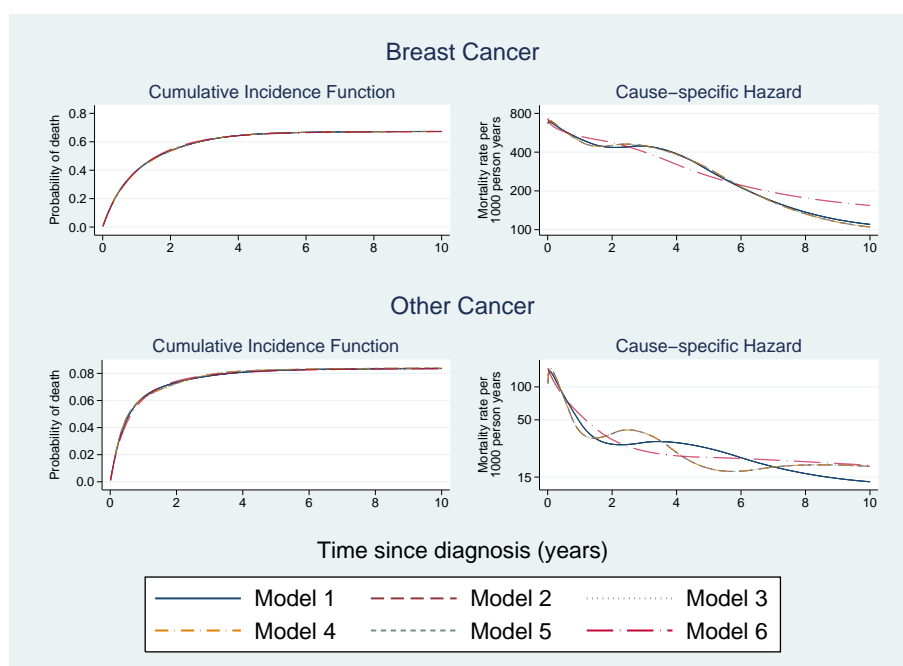 Breast Cancer
Cumulative Incidence Function
Probability of death
0.8
0.6
0.4
0.2
0.0
0 2 4 6 8 10
Cause−specific Hazard
Mortality rate per
1000 person years
800
400
200
100
0 2 4 6 8 10
Other Cancer
Cumulative Incidence Function
Probability of death
0.08
0.06
0.04
0.02
0.0
0 2 4 6 8 10
Cause−specific Hazard
Mortality rate per
1000 person years
100
50
15
0 2 4 6 8 10
Time since diagnosis (years)
Model 1 Model 2 Model 3
Model 4 Model 5 Model 6